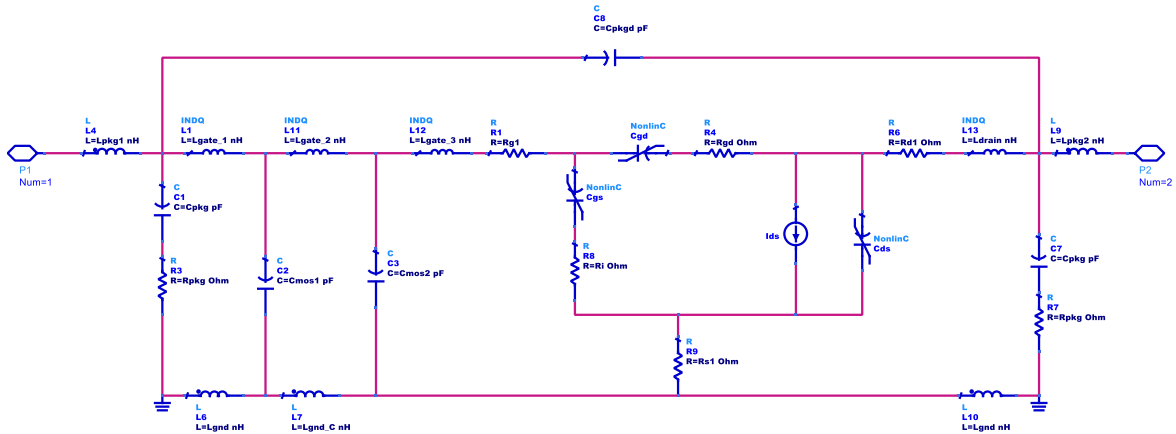 C
C8
C=Cpkgd pF
L
L4
L=Lpkg1 nH
INDQ
L1
L=Lgate_1 nH
INDQ
L11
L=Lgate_2 nH
INDQ
L12
L=Lgate_3 nH
R
R1
R=Rg1
NonlinC
Cgd
R
R4
R=Rgd Ohm
R
R6
R=Rd1 Ohm
INDQ
L13
L=Ldrain nH
L
L9
L=Lpkg2 nH
P1
Num=1
P2
Num=2
C
C1
C=Cpkg pF
NonlinC
Cgs
Ids
NonlinC
Cds
C
C7
C=Cpkg pF
R
R3
R=Rpkg Ohm
C
C2
C=Cmos1 pF
C
C3
C=Cmos2 pF
R
R8
R=Ri Ohm
R
R7
R=Rpkg Ohm
R
R9
R=Rs1 Ohm
L
L6
L=Lgnd nH
L
L7
L=Lgnd_C nH
L
L10
L=Lgnd nH